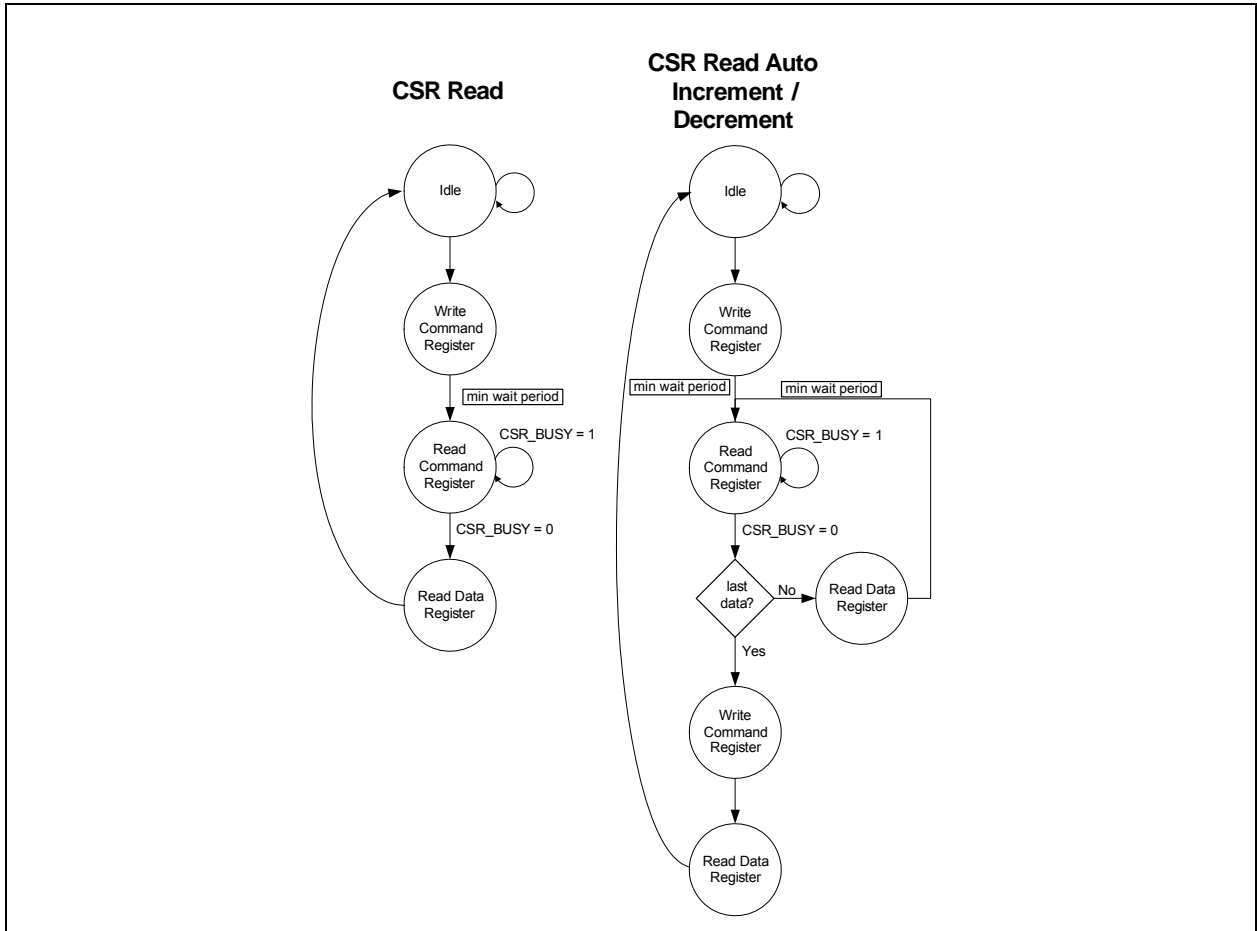 CSR Read
Idle
Write
Command
Register
min wait period
CSR_BUSY = 1
Read
Command
Register
CSR_BUSY = 0
Read Data
Register
CSR Read Auto
Increment /
Decrement
Idle
Write
Command
Register
min wait period
min wait period
CSR_BUSY = 1
Read
Command
Register
CSR_BUSY = 0
last
data?
No
Read Data
Register
Yes
Write
Command
Register
Read Data
Register